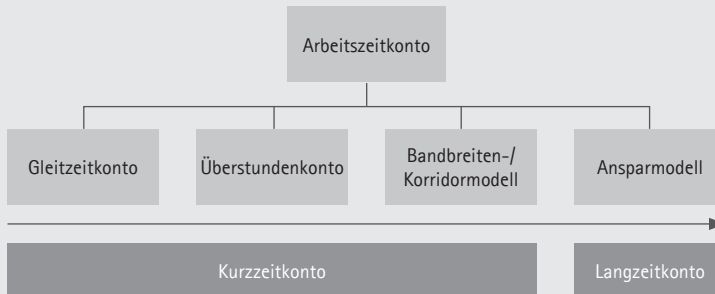 Arbeitszeitkonto
Gleitzeitkonto
Überstundenkonto
Bandbreiten-/
Korridormodell
Ansparmodell
Kurzzeitkonto
Langzeitkonto